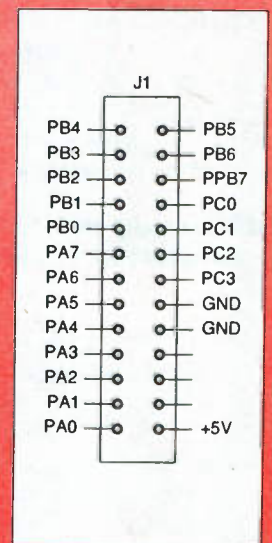 J1
PB4 PB5
PB3 PB6
PB2 PPB7
PB1 PC0
PB0 PC1
PA7 PC2
PA6 PC3
PA5 GND
PA4 GND
PA3
PA2
PA1
PA0 +5V